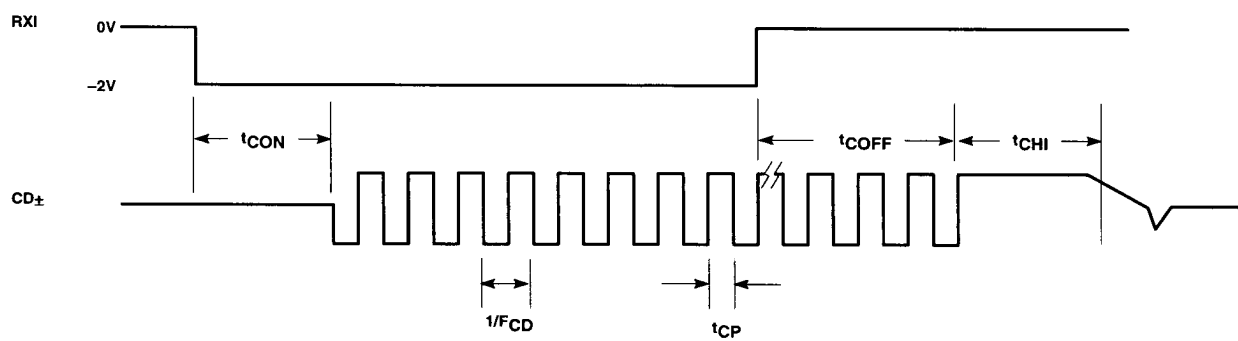 RXI
0V
–2V
tCON
tCOFF
tCHI
CD±
1/FCD
tCP